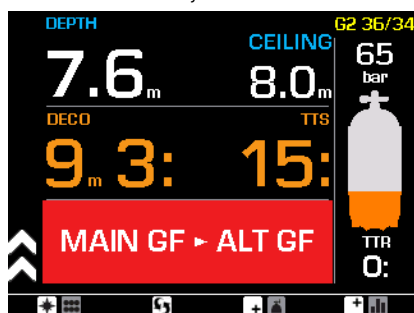 DEPTH
G2 36/34
CEILING
65
bar
7.6m
8.0m
DECO
TTS
9m 3:
15:
MAIN GF ► ALT GF
TTR
0: